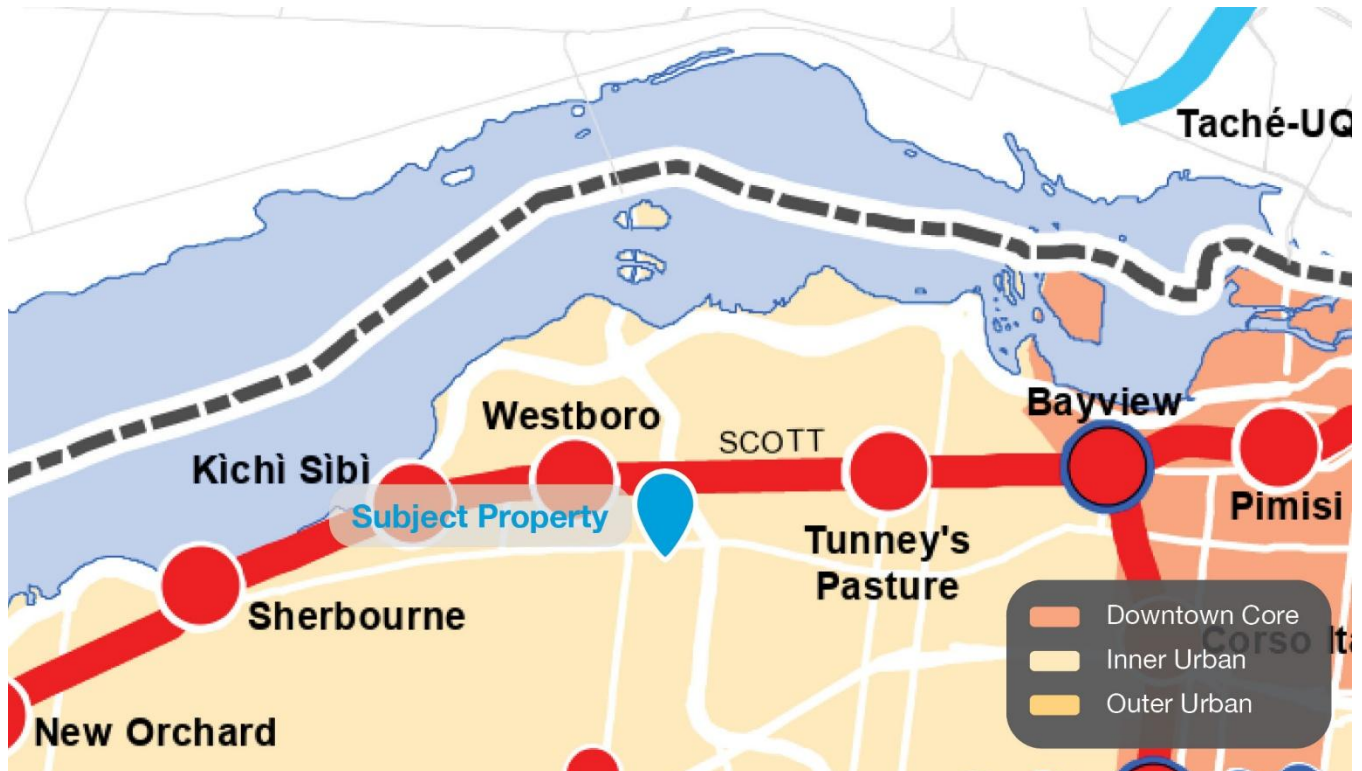 Taché-UQ
Bayview
Westboro
SCOTT
Kìchì Sìbì
Pimisi
Subject Property
Tunney's
Pasture
Sherbourne
Downtown Core
Corso Ita
Inner Urban
Outer Urban
New Orchard